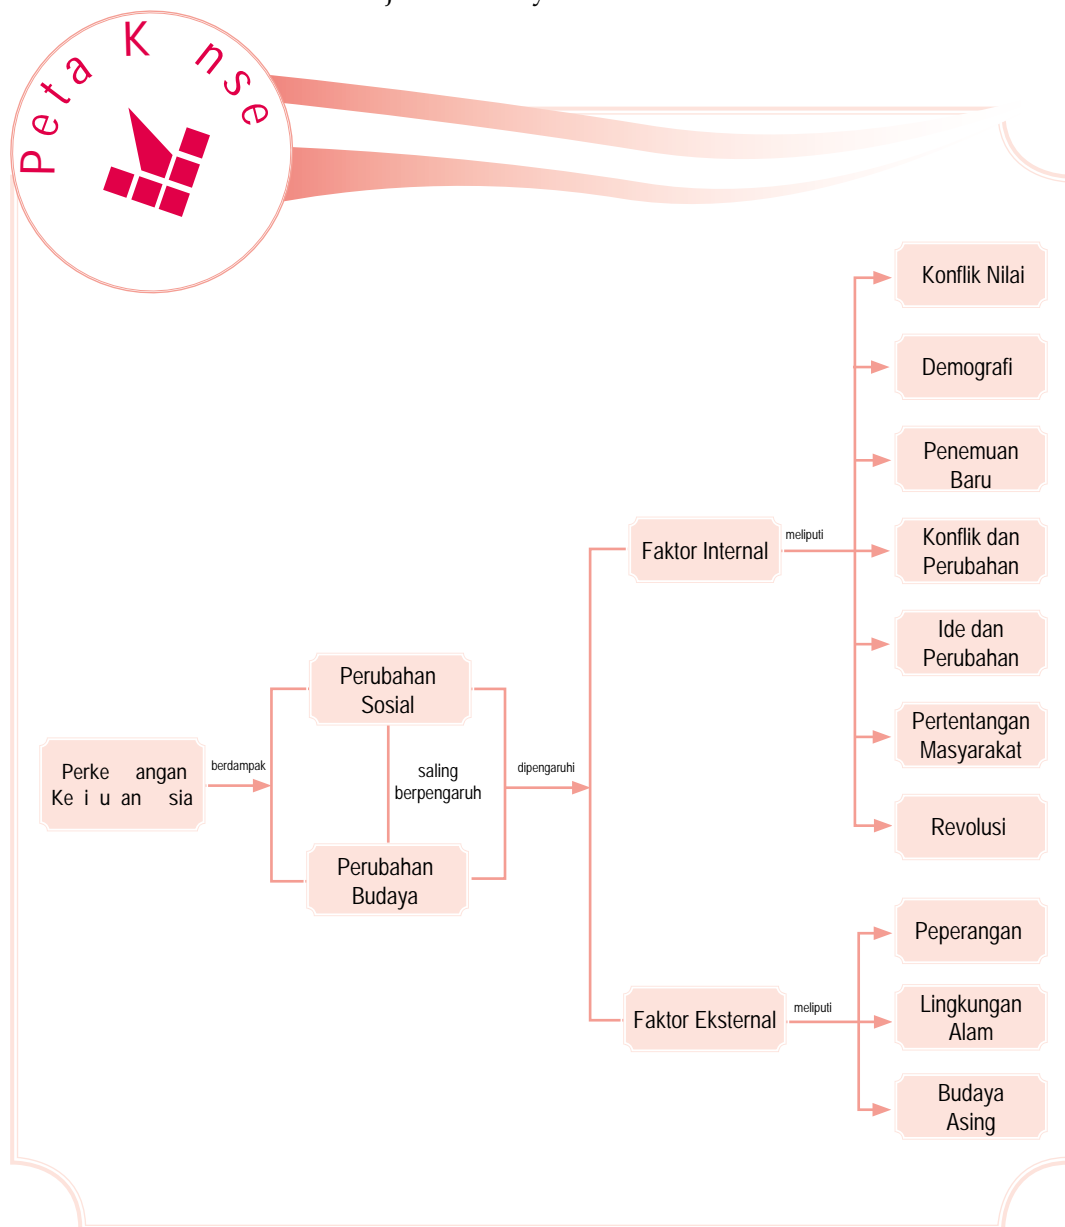 Peta K nse
Konflik Nilai
Demografi
Penemuan
Baru
Faktor Internal
meliputi
Konflik dan
Perubahan
Ide dan
Perubahan
Perubahan
Sosial
Pertentangan
Masyarakat
Perke angan
Ke i u an sia
berdampak
saling
berpengaruh
dipengaruhi
Revolusi
Perubahan
Budaya
Peperangan
Faktor Eksternal
meliputi
Lingkungan
Alam
Budaya
Asing